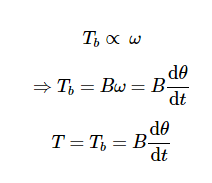 T_b ∝ ω
⇒ T_b = Bω = B dθ/dt
T = T_b = B dθ/dt